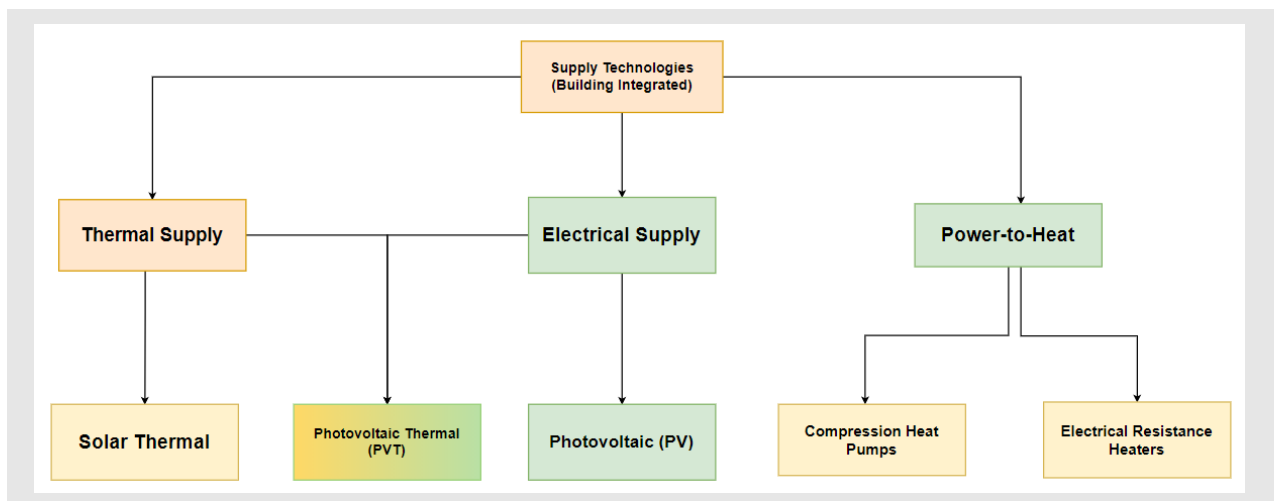 Supply Technologies
(Building Integrated)
Thermal Supply
Electrical Supply
Power-to-Heat
Solar Thermal
Photovoltaic Thermal
(PVT)
Photovoltaic (PV)
Compression Heat
Pumps
Electrical Resistance
Heaters